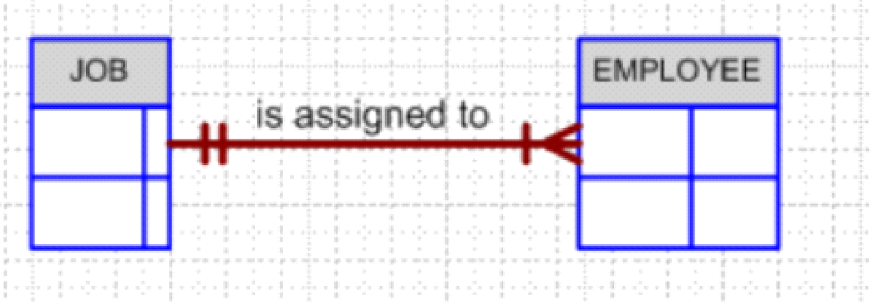 JOB
is assigned to
EMPLOYEE